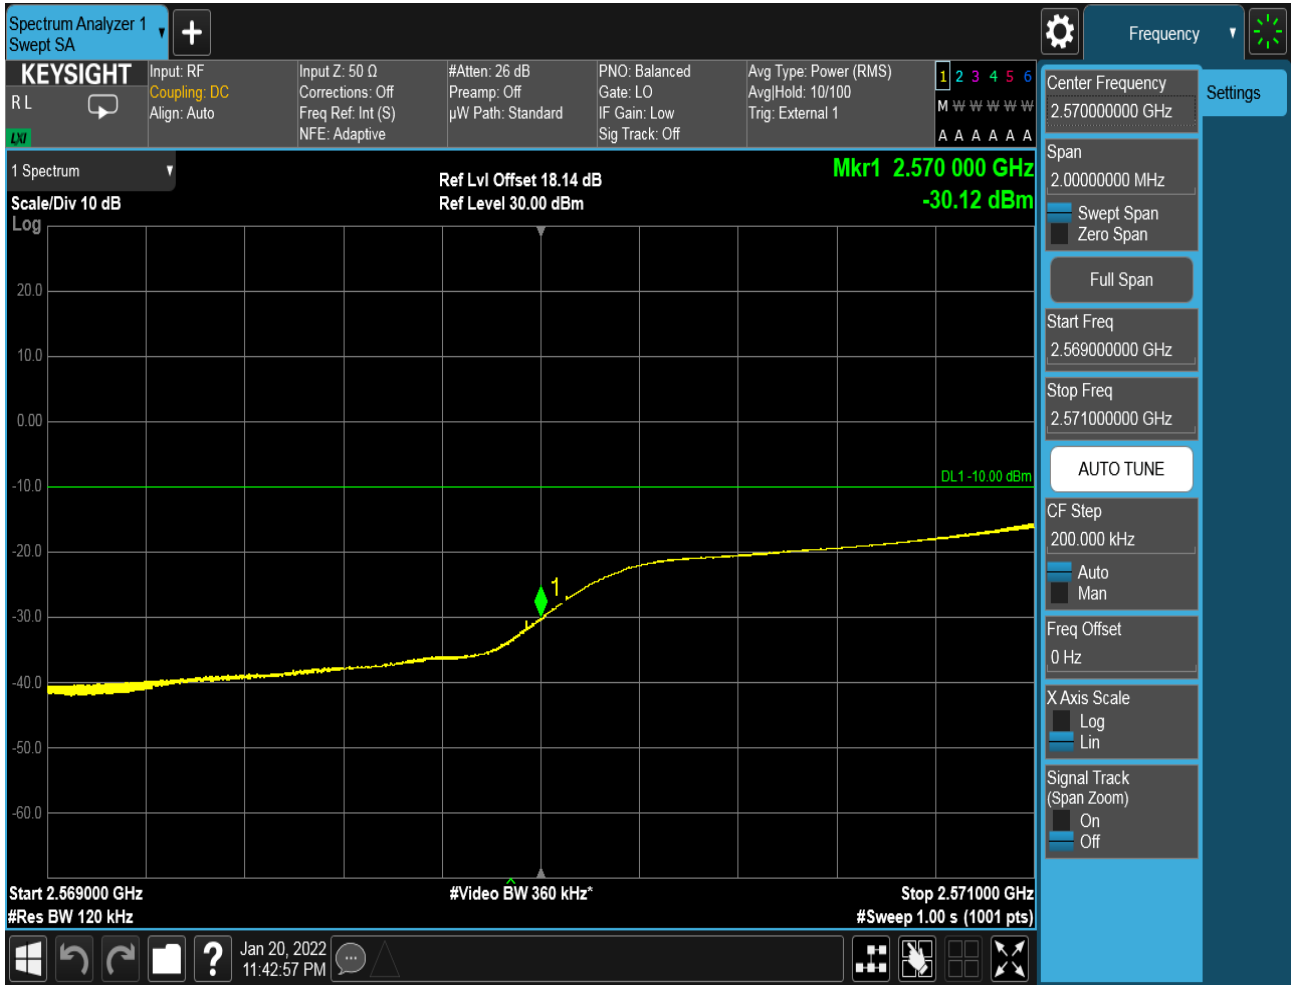 Spectrum Analyzer 1
Swept SA
Frequency
KEYSIGHT
R L
LXI
Input: RF
Coupling: DC
Align: Auto
Input Z: 50 Ω
Corrections: Off
Freq Ref: Int (S)
NFE: Adaptive
#Atten: 26 dB
Preamp: Off
µW Path: Standard
PNO: Balanced
Gate: LO
IF Gain: Low
Sig Track: Off
Avg Type: Power (RMS)
Avg|Hold: 10/100
Trig: External 1
1 2 3 4 5 6
M W W W W W
A A A A A A
1 Spectrum
Scale/Div 10 dB
Log
Ref Lvl Offset 18.14 dB
Ref Level 30.00 dBm
Mkr1 2.570 000 GHz
-30.12 dBm
20.0
10.0
0.00
-10.0
-20.0
-30.0
-40.0
-50.0
-60.0
DL1 -10.00 dBm
1
Start 2.569000 GHz
#Res BW 120 kHz
#Video BW 360 kHz*
Stop 2.571000 GHz
#Sweep 1.00 s (1001 pts)
Center Frequency
2.570000000 GHz
Settings
Span
2.00000000 MHz
Swept Span
Zero Span
Full Span
Start Freq
2.569000000 GHz
Stop Freq
2.571000000 GHz
AUTO TUNE
CF Step
200.000 kHz
Auto
Man
Freq Offset
0 Hz
X Axis Scale
Log
Lin
Signal Track
(Span Zoom)
On
Off
?
Jan 20, 2022
11:42:57 PM